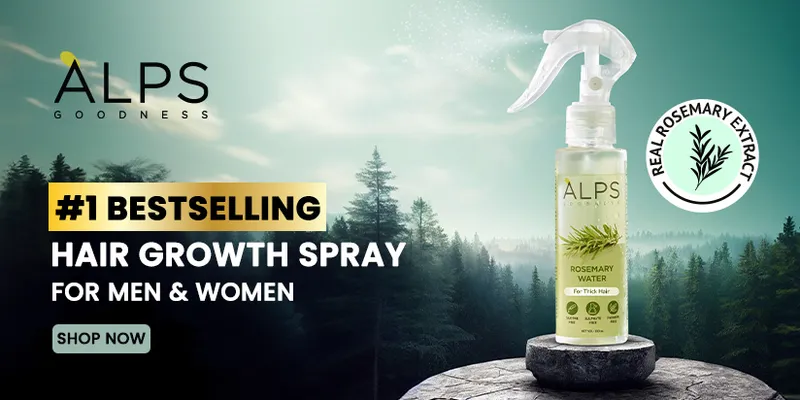 ALPS
GOODNESS
#1 BESTSELLING
HAIR GROWTH SPRAY
FOR MEN & WOMEN
SHOP NOW
ALPS
GOODNESS
ROSEMARY
WATER
For Thick Hair
REAL ROSEMARY EXTRACT